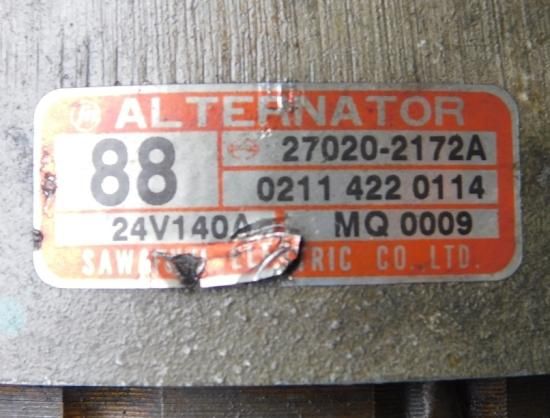 ALTERNATOR
88
27020-2172A
0211 422 0114
24V140A
MQ 0009
CO.,LTD.